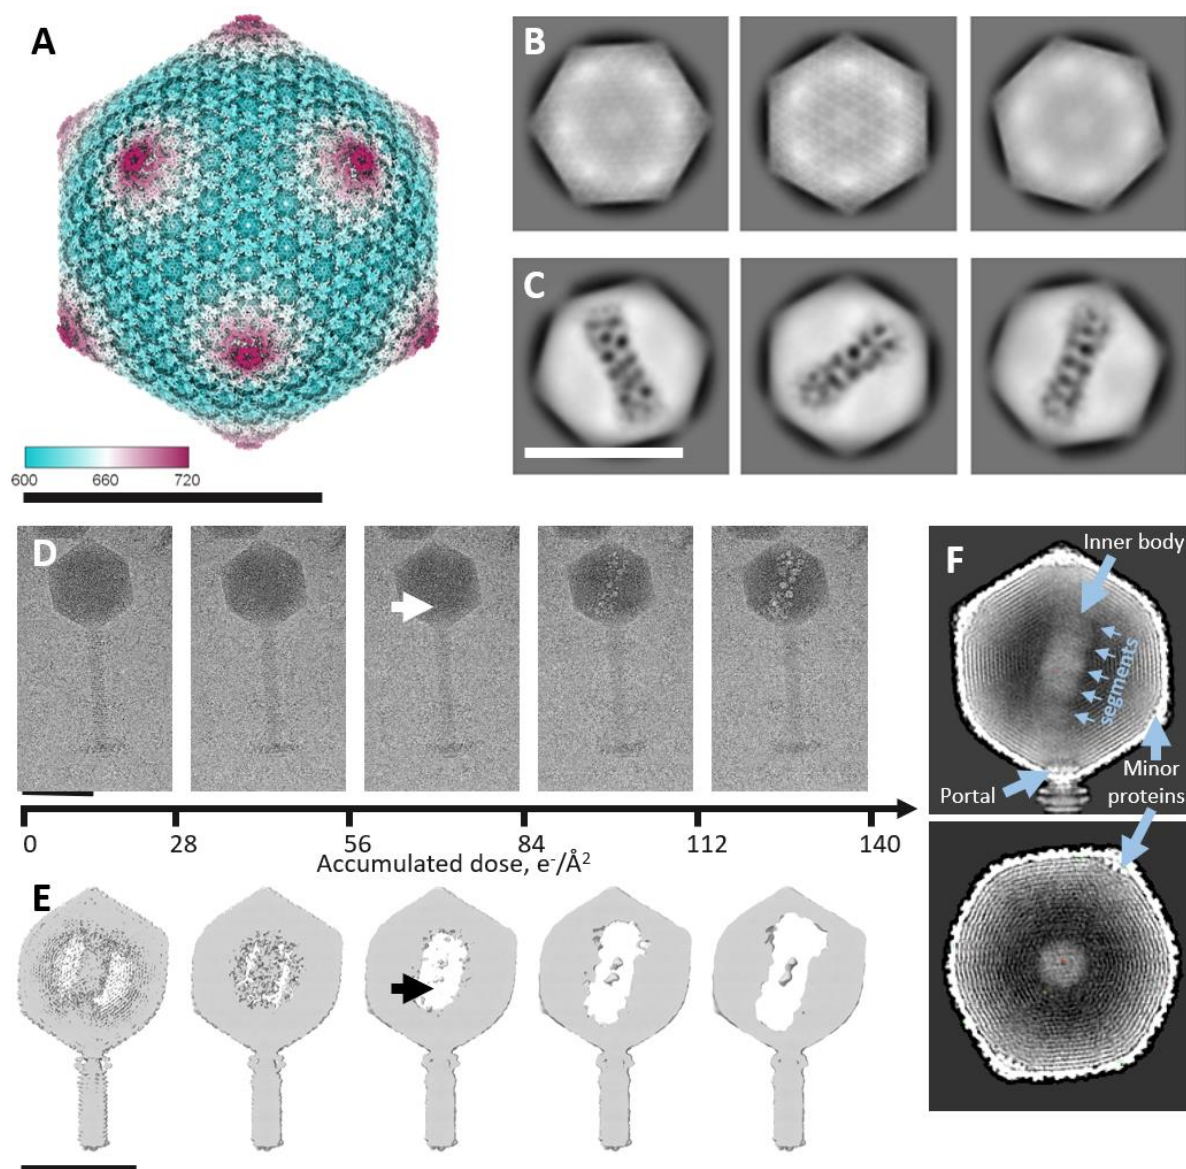 A
600
660
720
B
C
D
0
28
56
84
112
140
Accumulated dose, e⁻/Å²
E
F
Inner body
segments
Portal
Minor
proteins